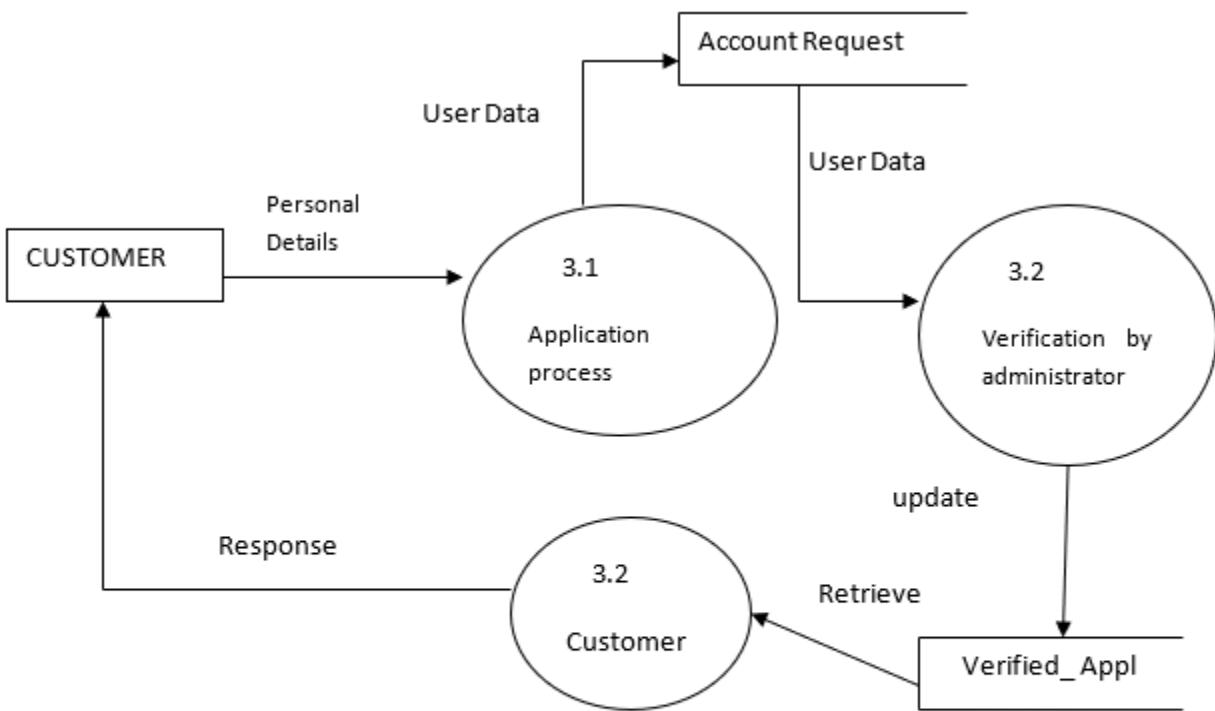 Account Request
User Data
User Data
Personal
Details
CUSTOMER
3.1
Application
process
3.2
Verification by
administrator
update
Response
3.2
Customer
Retrieve
Verified_ Appl